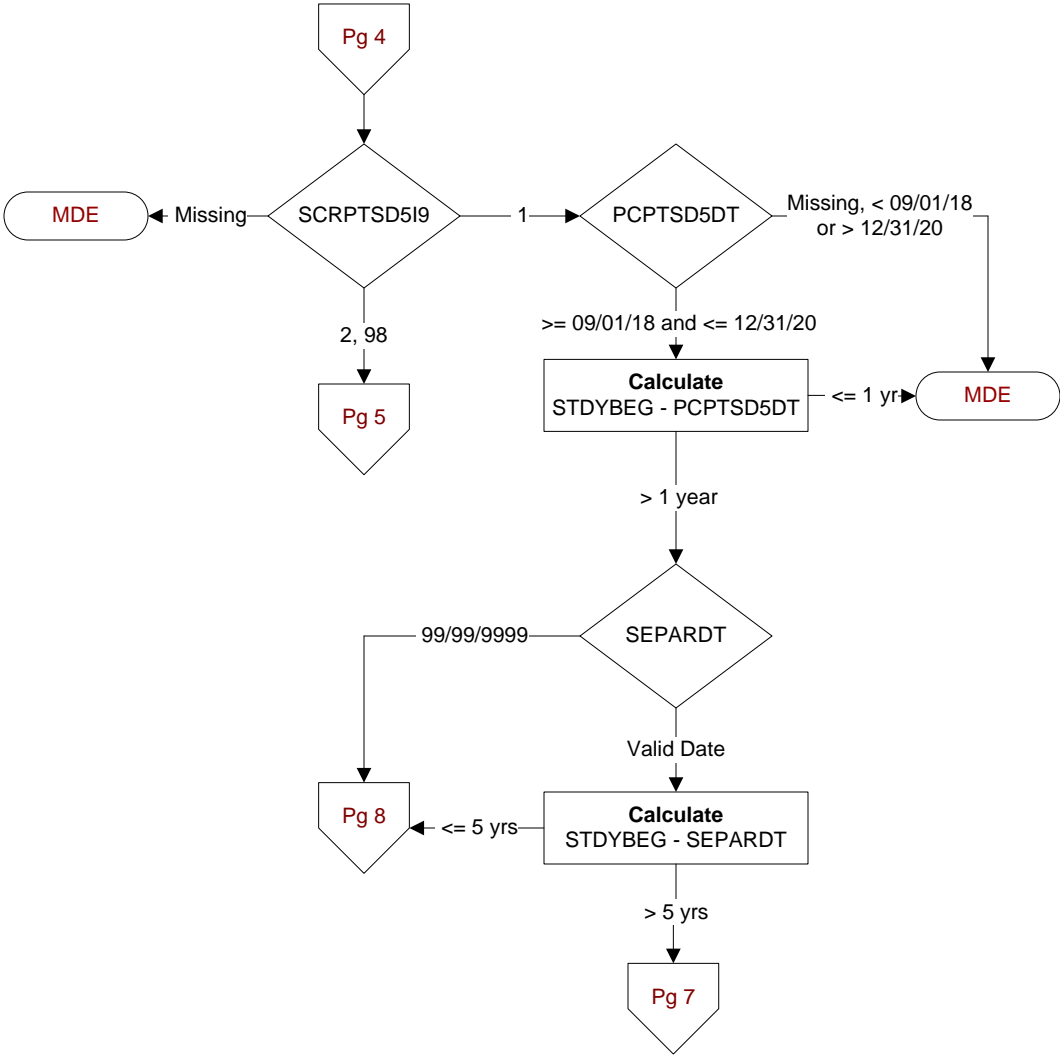 Pg 4
MDE
Missing
SCRPTSD5I9
1
PCPTSD5DT
Missing, < 09/01/18
or > 12/31/20
2, 98
>= 09/01/18 and <= 12/31/20
Pg 5
Calculate
STDYBEG - PCPTSD5DT
<= 1 yr
MDE
> 1 year
99/99/9999
SEPARDT
Valid Date
Pg 8
<= 5 yrs
Calculate
STDYBEG - SEPARDT
> 5 yrs
Pg 7